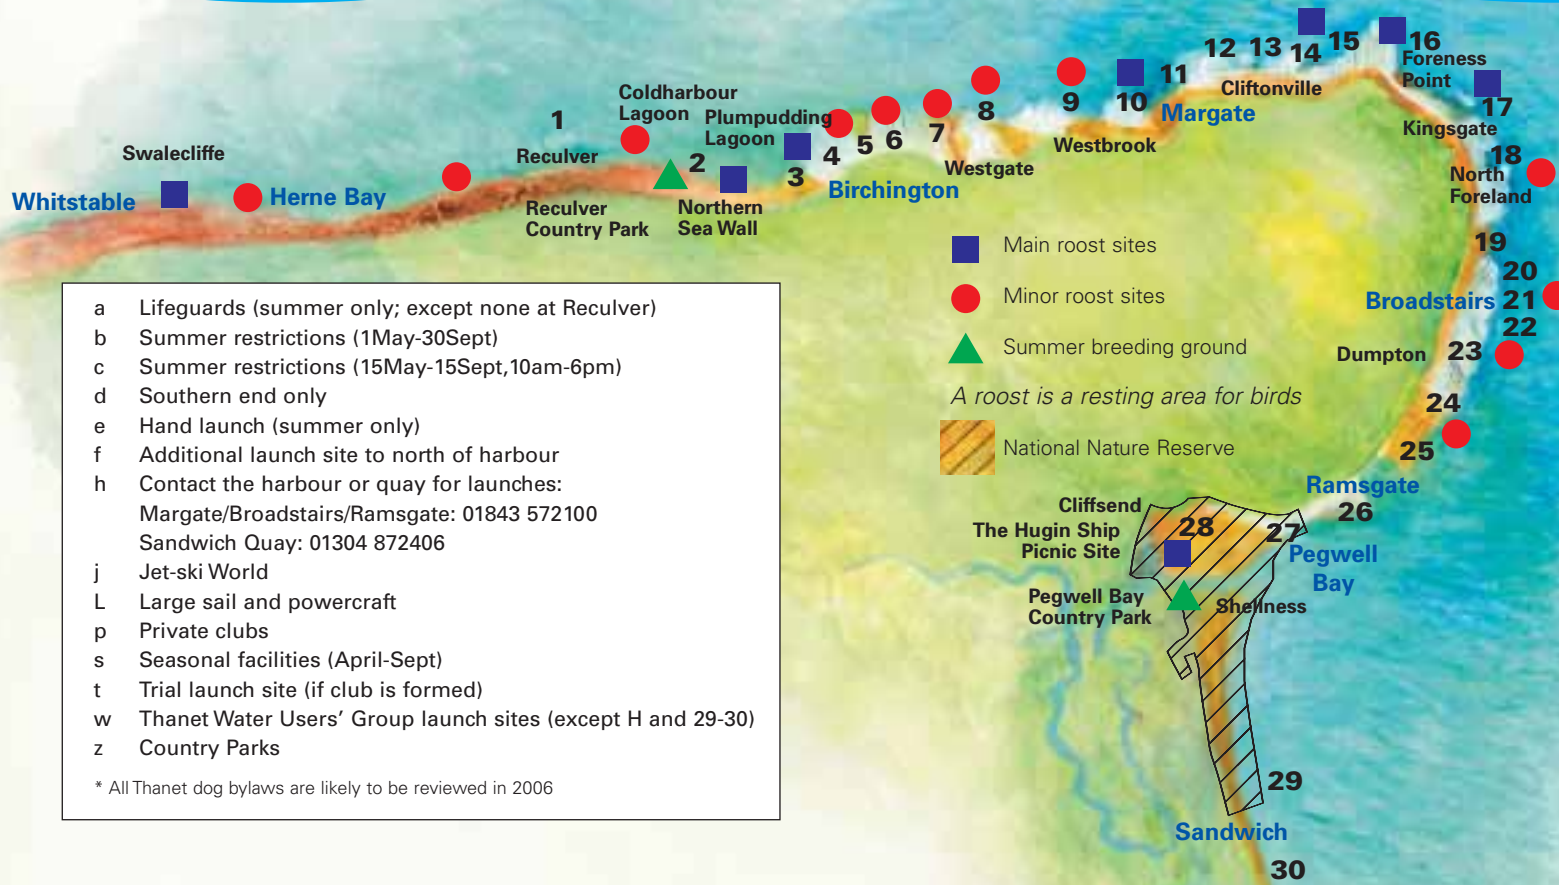 12 13 14 15
16
Foreness
Point
11
Cliftonville
10
Margate
9
8
7
6
5
4
17
Kingsgate
Coldharbour
Lagoon
Plumpudding
Lagoon
1
Reculver
2
3
Swalecliffe
Whitstable
Herne Bay
Reculver
Country Park
Northern
Sea Wall
Birchington
Westgate
Westbrook
18
North
Foreland
19
20
Broadstairs 21
22
Dumpton 23
24
25
Ramsgate
26
Main roost sites
Minor roost sites
Summer breeding ground
A roost is a resting area for birds
National Nature Reserve
Cliffsend
The Hugin Ship
Picnic Site
28
27
Pegwell
Bay
Pegwell Bay
Country Park
Shellness
29
Sandwich
30
a Lifeguards (summer only; except none at Reculver)
b Summer restrictions (1May-30Sept)
c Summer restrictions (15May-15Sept,10am-6pm)
d Southern end only
e Hand launch (summer only)
f Additional launch site to north of harbour
h Contact the harbour or quay for launches:
Margate/Broadstairs/Ramsgate: 01843 572100
Sandwich Quay: 01304 872406
j Jet-ski World
L Large sail and powercraft
p Private clubs
s Seasonal facilities (April-Sept)
t Trial launch site (if club is formed)
w Thanet Water Users' Group launch sites (except H and 29-30)
z Country Parks
* All Thanet dog bylaws are likely to be reviewed in 2006